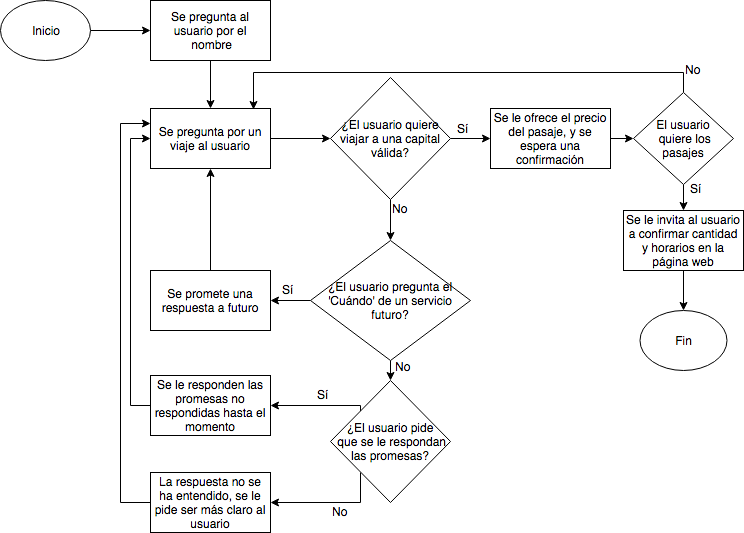 Inicio
Se pregunta al
usuario por el
nombre
No
Se pregunta por un
viaje al usuario
¿El usuario quiere
viajar a una capital
válida?
Sí
Se le ofrece el precio
del pasaje, y se
espera una
confirmación
El usuario
quiere los
pasajes
Sí
No
Se le invita al usuario
a confirmar cantidad
y horarios en la
página web
Se promete una
respuesta a futuro
Sí
¿El usuario pregunta el
'Cuándo' de un servicio
futuro?
Fin
No
Se le responden las
promesas no
respondidas hasta el
momento
Sí
¿El usuario pide
que se le respondan
las promesas?
La respuesta no se
ha entendido, se le
pide ser más claro al
usuario
No